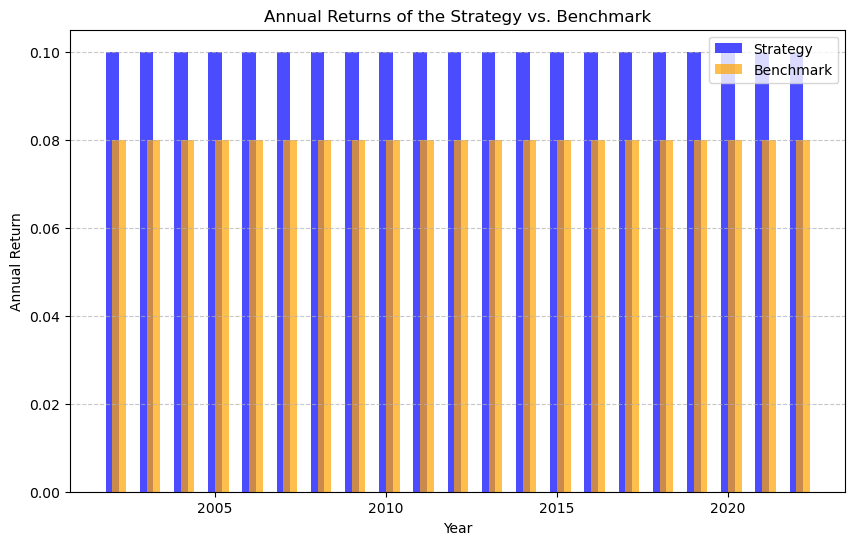 Annual Returns of the Strategy vs. Benchmark
Strategy
Benchmark
0.10
0.08
0.06
0.04
0.02
0.00
Annual Return
2005
2010
2015
2020
Year